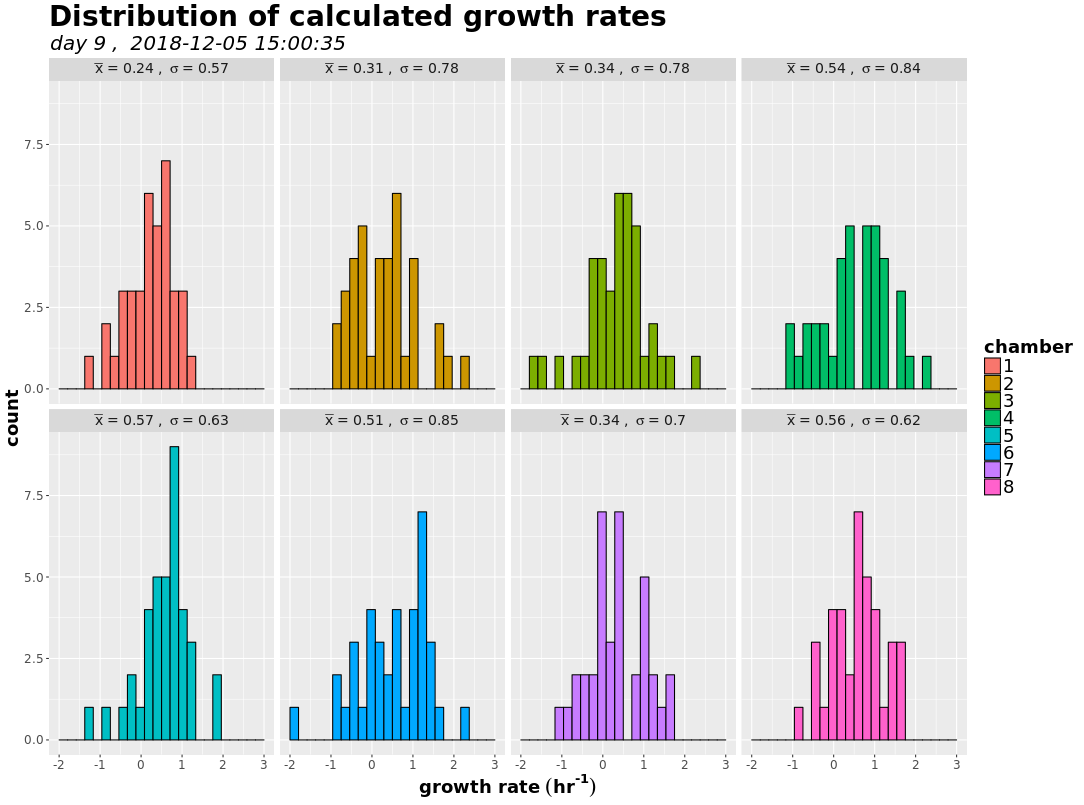 Distribution of calculated growth rates
day 9 ,  2018-12-05 15:00:35
x̅ = 0.24 ,  σ = 0.57
x̅ = 0.31 ,  σ = 0.78
x̅ = 0.34 ,  σ = 0.78
x̅ = 0.54 ,  σ = 0.84
7.5
5.0
2.5
0.0
x̅ = 0.57 ,  σ = 0.63
x̅ = 0.51 ,  σ = 0.85
x̅ = 0.34 ,  σ = 0.7
x̅ = 0.56 ,  σ = 0.62
7.5
5.0
2.5
0.0
-2 -1 0 1 2 3
-2 -1 0 1 2 3
-2 -1 0 1 2 3
-2 -1 0 1 2 3
count
growth rate (hr⁻¹)
chamber
1
2
3
4
5
6
7
8